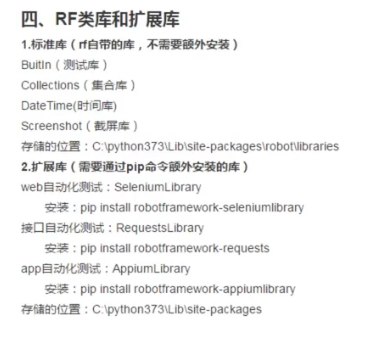 四、RF类库和扩展库
1.标准库（rf自带的库，不需要额外安装）
BuitIn（测试库）
Collections（集合库）
DateTime(时间库)
Screenshot（截屏库）
存储的位置：C:\python373\Lib\site-packages\robot\libraries
2.扩展库（需要通过pip命令额外安装的库）
web自动化测试：SeleniumLibrary
安装：pip install robotframework-seleniumlibrary
接口自动化测试：RequestsLibrary
安装：pip install robotframework-requests
app自动化测试：AppiumLibrary
安装：pip install robotframework-appiumlibrary
存储的位置：C:\python373\Lib\site-packages